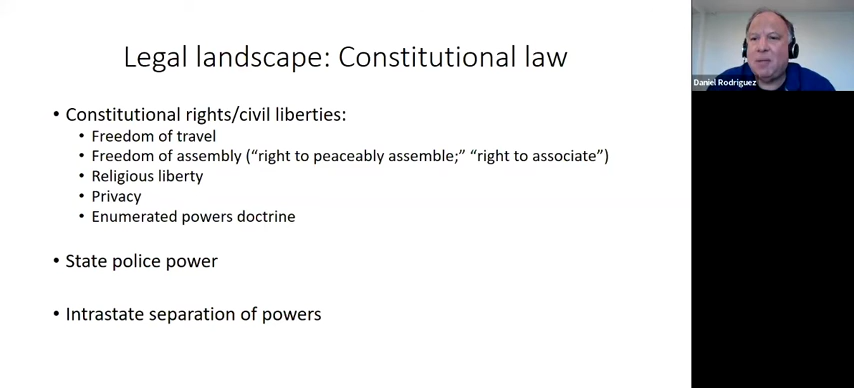 Legal landscape: Constitutional law
• Constitutional rights/civil liberties:
• Freedom of travel
• Freedom of assembly (“right to peaceably assemble;” “right to associate”)
• Religious liberty
• Privacy
• Enumerated powers doctrine
• State police power
• Intrastate separation of powers
Daniel Rodriguez